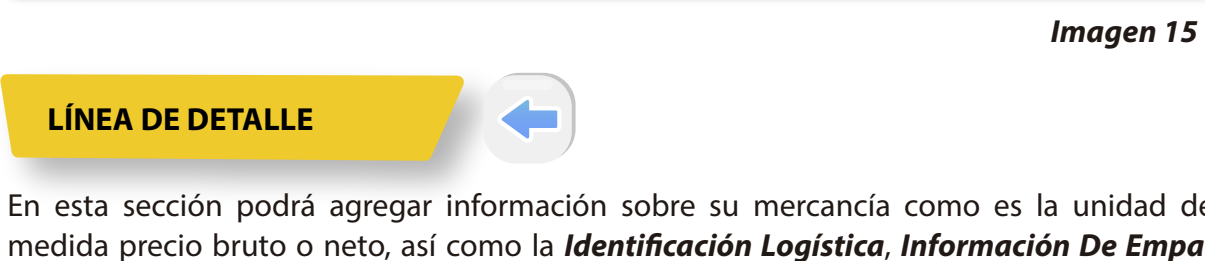 Imagen 15
LÍNEA DE DETALLE
En esta sección podrá agregar información sobre su mercancía como es la unidad de
medida precio bruto o neto, así como la Identificación Logística, Información De Empa